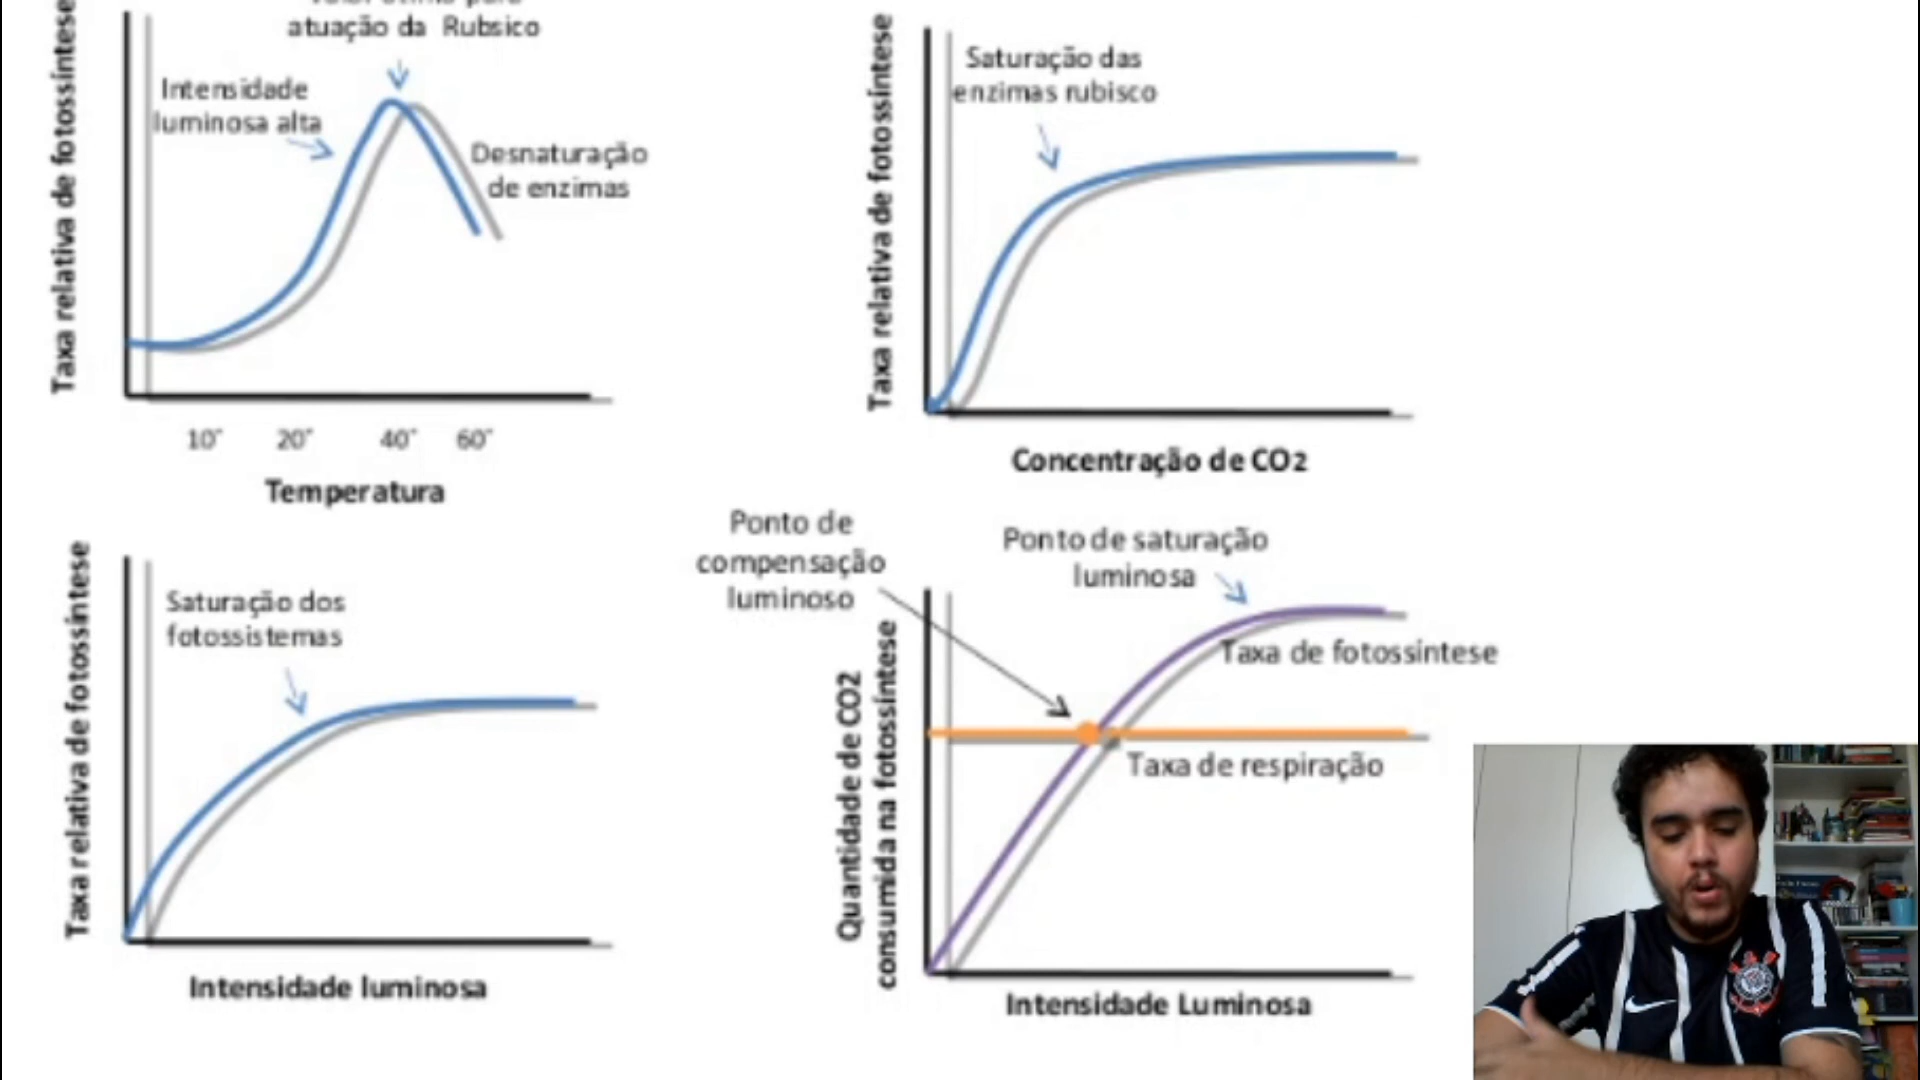 atuação da Rubsico
Intensidade
luminosa alta
Desnaturação
de enzimas
Taxa relativa de fotossíntese
10˚
20˚
40˚
60˚
Temperatura
Saturação das
enzimas rubisco
Taxa relativa de fotossíntese
Concentração de CO2
Saturação dos
fotossistemas
Taxa relativa de fotossíntese
Intensidade luminosa
Ponto de
compensação
luminoso
Ponto de saturação
luminosa
Taxa de fotossíntese
Taxa de respiração
Quantidade de CO2
consumida na fotossíntese
Intensidade Luminosa